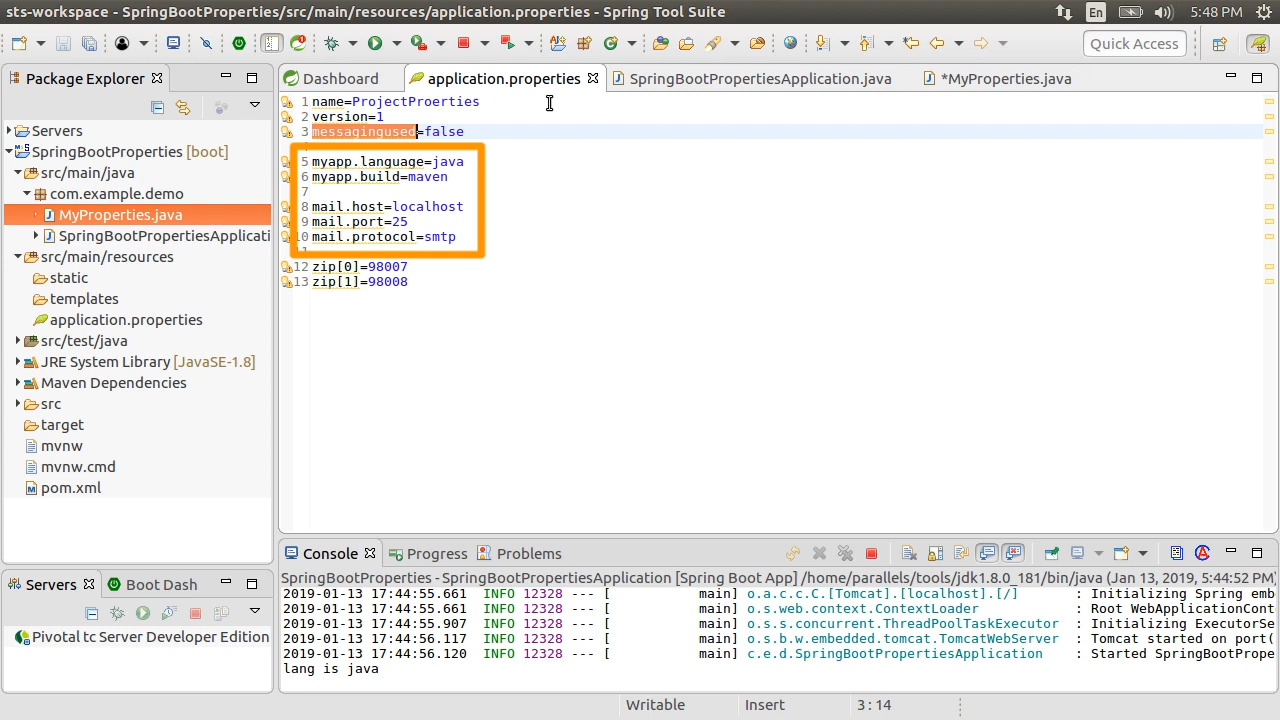 sts-workspace - SpringBootProperties/src/main/resources/application.properties - Spring Tool Suite
En
5:48 PM
Quick Access
Package Explorer
Servers
SpringBootProperties [boot]
src/main/java
com.example.demo
MyProperties.java
SpringBootPropertiesApplicati
src/main/resources
static
templates
application.properties
src/test/java
JRE System Library [JavaSE-1.8]
Maven Dependencies
src
target
mvnw
mvnw.cmd
pom.xml
Servers
Boot Dash
Pivotal tc Server Developer Edition
Dashboard
application.properties
SpringBootPropertiesApplication.java
*MyProperties.java
1 name=ProjectProerties
2 version=1
3 messagingused=false
5 myapp.language=java
6 myapp.build=maven
7
8 mail.host=localhost
9 mail.port=25
10 mail.protocol=smtp
12 zip[0]=98007
13 zip[1]=98008
Console
Progress
Problems
SpringBootProperties - SpringBootPropertiesApplication [Spring Boot App] /home/parallels/tools/jdk1.8.0_181/bin/java (Jan 13, 2019, 5:44:52 PM)
2019-01-13 17:44:55.661  INFO 12328 --- [           main] o.a.c.c.C.[Tomcat].[localhost].[/]       : Initializing Spring emb
2019-01-13 17:44:55.661  INFO 12328 --- [           main] o.s.web.context.ContextLoader            : Root WebApplicationCont
2019-01-13 17:44:55.907  INFO 12328 --- [           main] o.s.s.concurrent.ThreadPoolTaskExecutor  : Initializing ExecutorSe
2019-01-13 17:44:56.117  INFO 12328 --- [           main] o.s.b.w.embedded.tomcat.TomcatWebServer  : Tomcat started on port(
2019-01-13 17:44:56.120  INFO 12328 --- [           main] c.e.d.SpringBootPropertiesApplication    : Started SpringBootPrope
lang is java
Writable
Insert
3 : 14